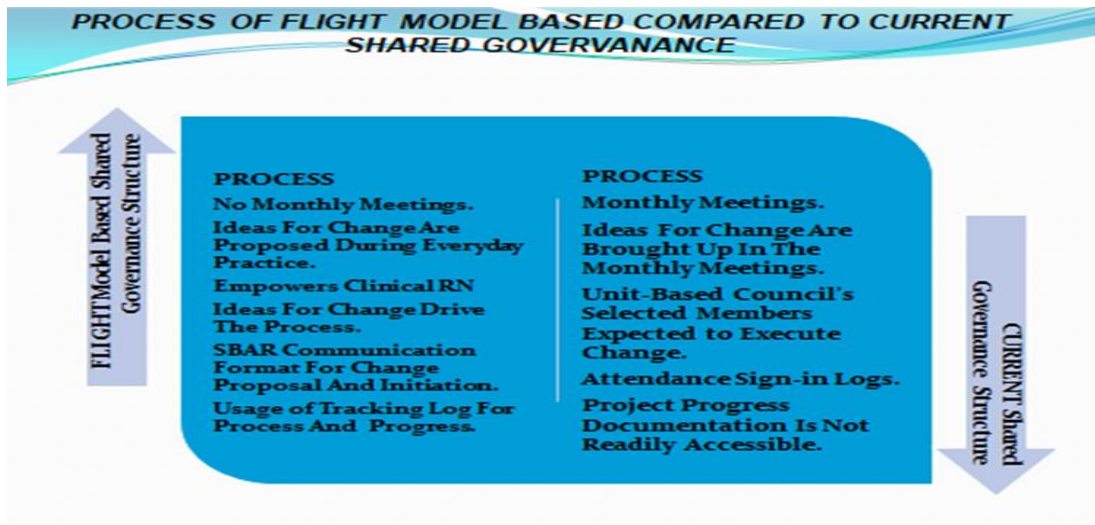 PROCESS OF FLIGHT MODEL BASED COMPARED TO CURRENT
SHARED GOVERVANANCE
FLIGHTModel Based Shared
Governance Structure
PROCESS
No Monthly Meetings.
Ideas For Change Are
Proposed During Everyday
Practice.
Empowers Clinical RN
Ideas For Change Drive
The Process.
SBAR Communication
Format For Change
Proposal And Initiation.
Usage of Tracking Log For
Process And Progress.
PROCESS
Monthly Meetings.
Ideas For Change Are
Brought Up In The
Monthly Meetings.
Unit-Based Council's
Selected Members
Expected to Execute
Change.
Attendance Sign-in Logs.
Project Progress
Documentation Is Not
Readily Accessible.
CURRENT Shared
Governance Structure